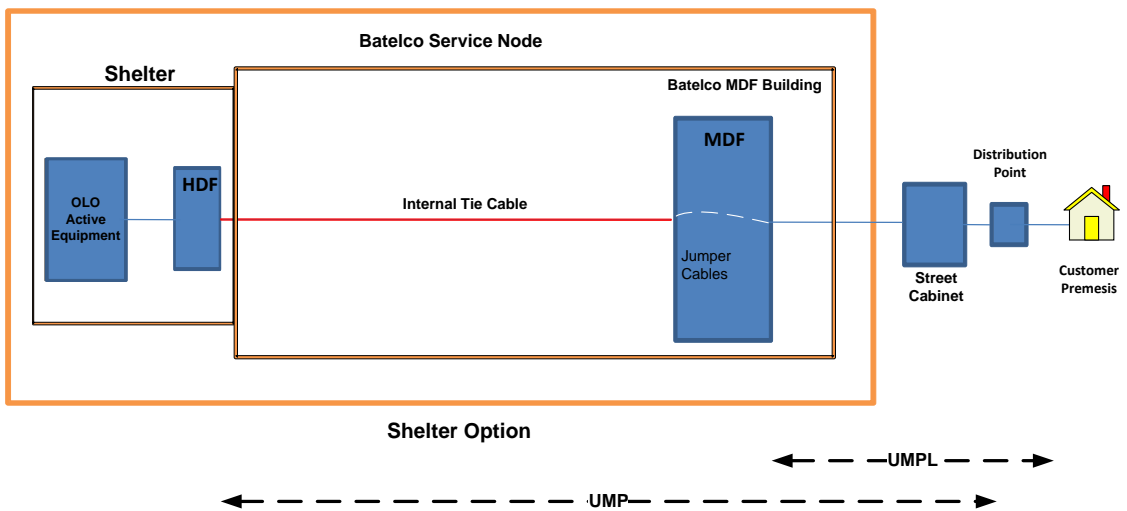 Batelco Service Node
Shelter
Batelco MDF Building
MDF
HDF
OLO
Active
Equipment
Internal Tie Cable
Jumper
Cables
Distribution
Point
Street
Cabinet
Customer
Premesis
Shelter Option
UMPL
UMP